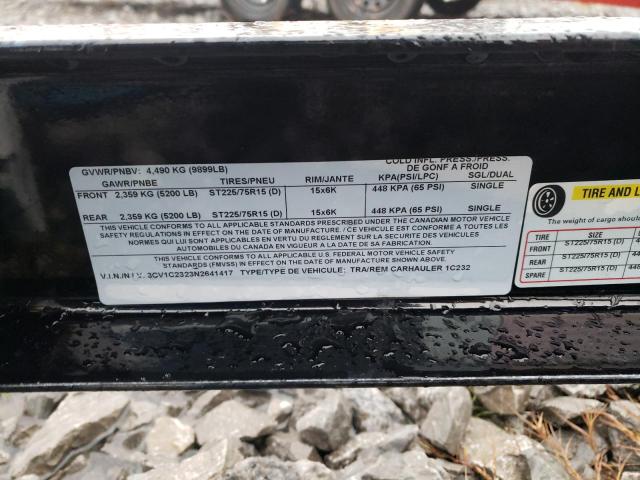 COLD INFL. PRESS./PRESS.
DE GONF A FROID
GVWR/PNBV: 4,490 KG (9899LB)
GAWR/PNBE TIRES/PNEU RIM/JANTE KPA(PSI/LPC) SGL/DUAL
FRONT 2,359 KG (5200 LB) ST225/75R15 (D) 15x6K 448 KPA (65 PSI) SINGLE
REAR 2,359 KG (5200 LB) ST225/75R15 (D) 15x6K 448 KPA (65 PSI) SINGLE
THIS VEHICLE CONFORMS TO ALL APPLICABLE STANDARDS PRESCRIBED UNDER THE CANADIAN MOTOR VEHICLE
SAFETY REGULATIONS IN EFFECT ON THE DATE OF MANUFACTURE. / CE VEHICULE EST CONFORME A TOUTES LES
NORMES QUI LUI SONT APPLICABLES EN VERTU DU REGLEMENT SUR LA SECURITE DES VEHICULES
AUTOMOBILES DU CANADA EN VIGUEUR A LA DATE DE SA FABRICATION.
THIS VEHICLE CONFORMS TO ALL APPLICABLE U.S. FEDERAL MOTOR VEHICLE SAFETY
STANDARDS (FMVSS) IN EFFECT ON THE DATE OF MANUFACTURE SHOWN ABOVE.
3CV1C2323N2641417 TYPE/TYPE DE VEHICULE: TRA/REM CARHAULER 1C232
TIRE AND
The weight of cargo should
TIRE SIZE
FRONT ST225/75R15 (D)
REAR ST225/75R15 (D)
SPARE ST225/75R15 (D)